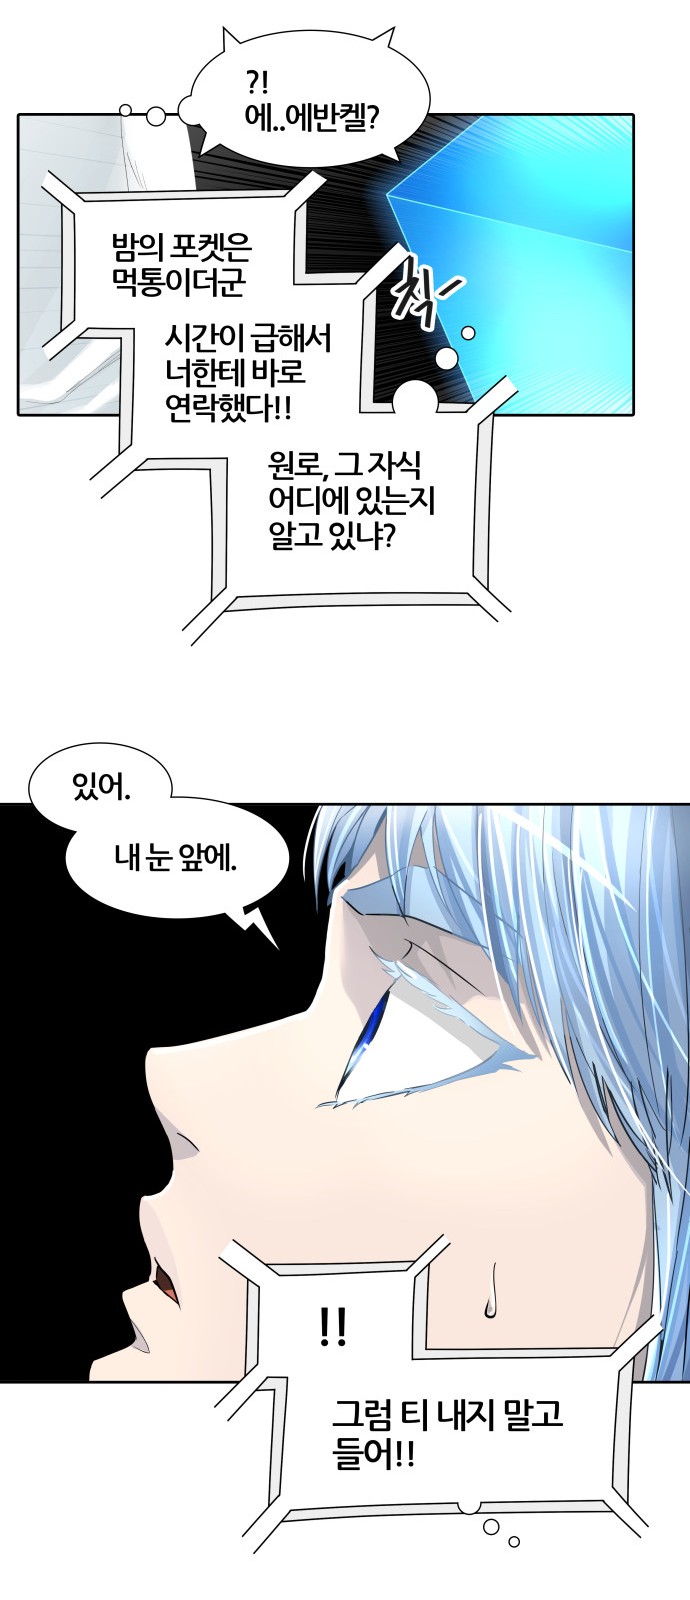 ?!
에..에반켈?
밤의 포켓은
먹통이더군
시간이 급해서
너한테 바로
연락했다!!
척
원로, 그 자식
어디에 있는지
알고 있냐?
있어.
내 눈 앞에.
!!
그럼 티 내지 말고
들어!!